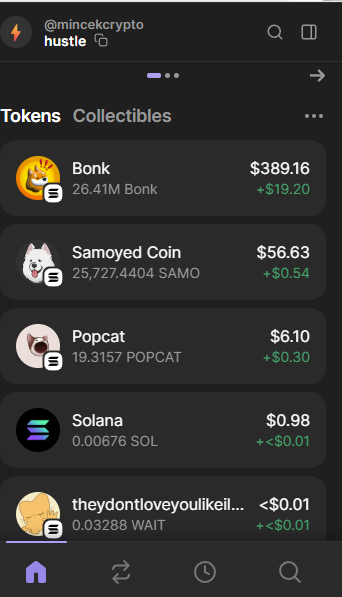 @mincekcrypto
hustle
Tokens Collectibles
Bonk $389.16
26.41M Bonk +$19.20
Samoyed Coin $56.63
25,727.4404 SAMO +$0.54
Popcat $6.10
19.3157 POPCAT +$0.30
Solana $0.98
0.00676 SOL +<$0.01
theydontloveyoulikeil... <$0.01
0.03288 WAIT +<$0.01